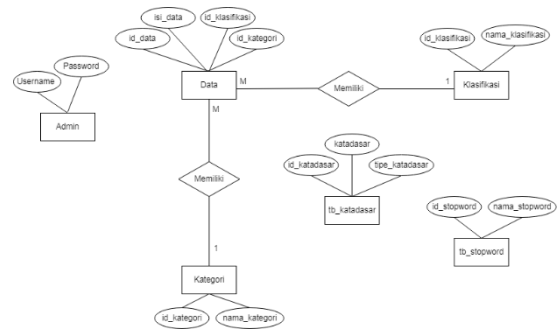 isi_data
id_klasifikasi
id_data
id_kategori
id_klasifikasi
nama_klasifikasi
Password
Username
Data
M
Memiliki
1
Klasifikasi
M
Admin
katadasar
id_katadasar
tipe_katadasar
Memiliki
tb_katadasar
id_stopword
nama_stopword
1
tb_stopword
Kategori
id_kategori
nama_kategori